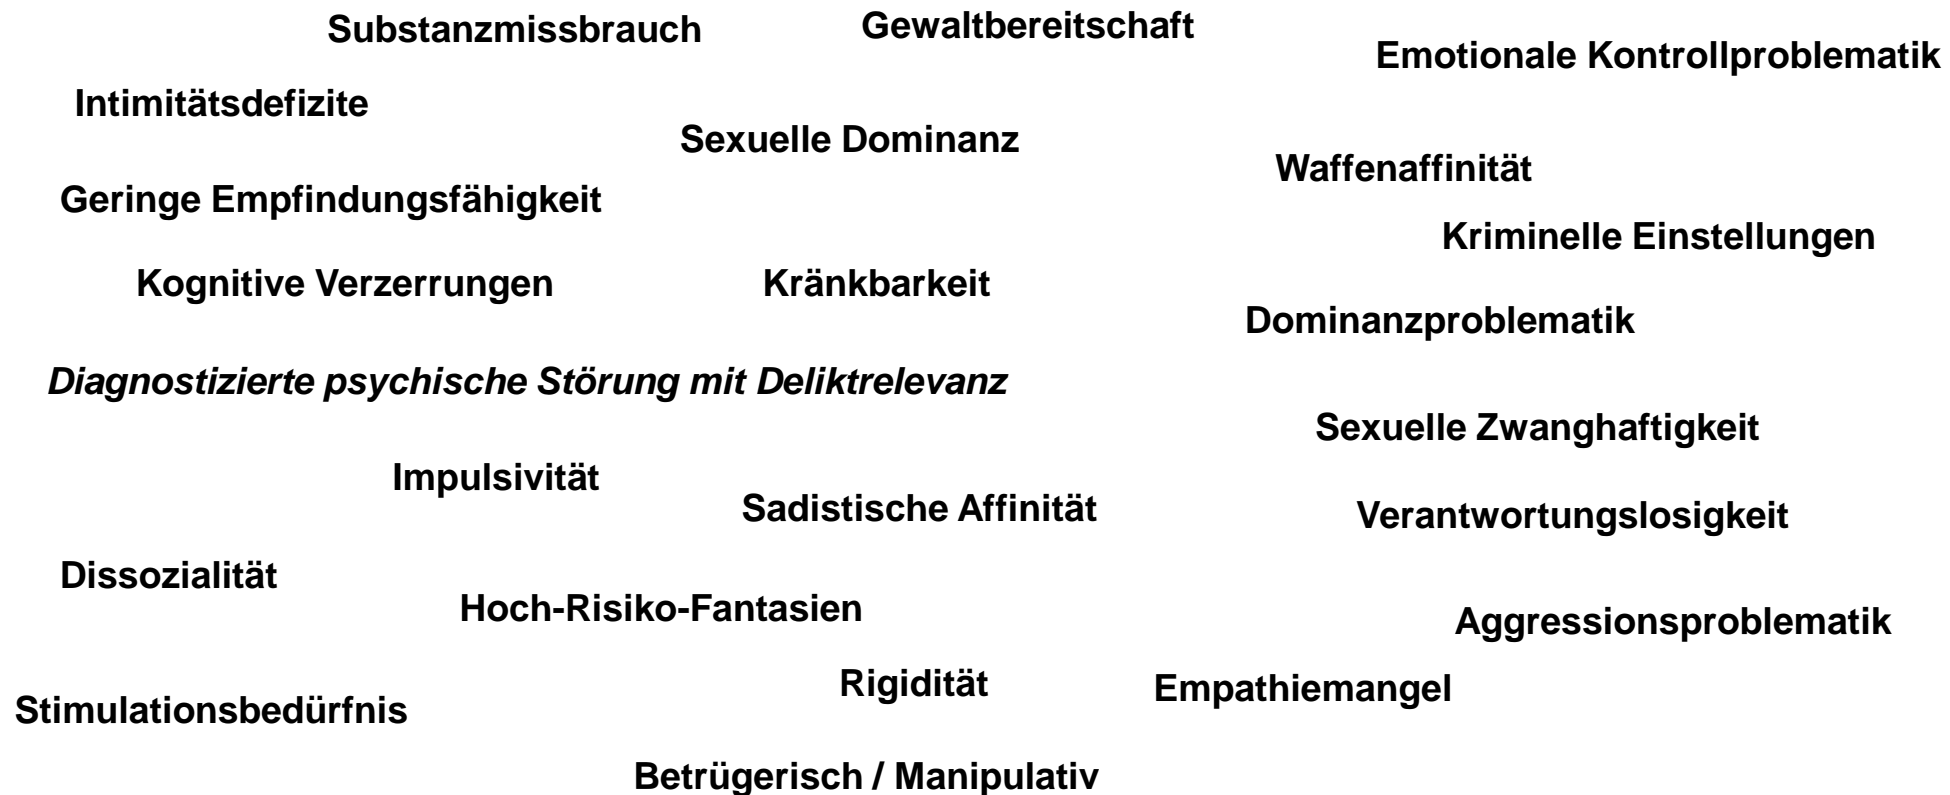 Substanzmissbrauch
Gewaltbereitschaft
Emotionale Kontrollproblematik
Intimitätsdefizite
Sexuelle Dominanz
Waffenaffinität
Geringe Empfindungsfähigkeit
Kriminelle Einstellungen
Kognitive Verzerrungen
Kränkbarkeit
Dominanzproblematik
Diagnostizierte psychische Störung mit Deliktrelevanz
Sexuelle Zwanghaftigkeit
Impulsivität
Sadistische Affinität
Verantwortungslosigkeit
Dissozialität
Hoch-Risiko-Fantasien
Aggressionsproblematik
Rigidität
Empathiemangel
Stimulationsbedürfnis
Betrügerisch / Manipulativ